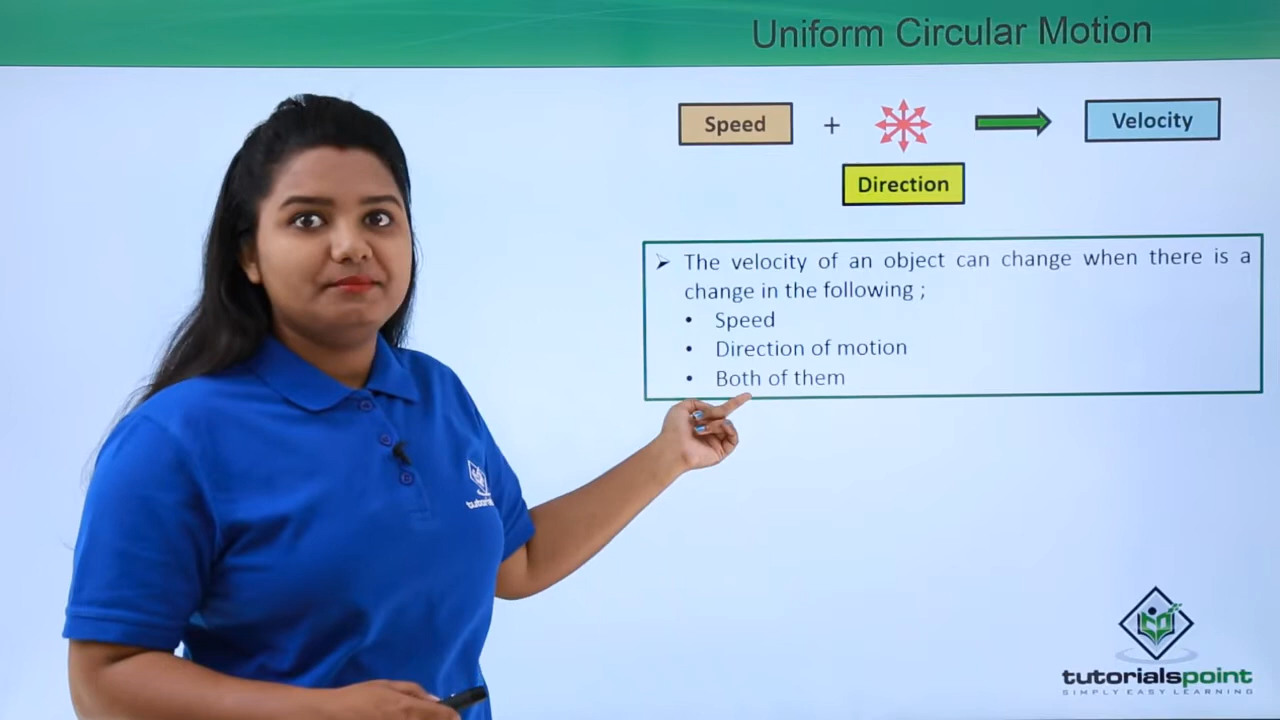 Uniform Circular Motion
Speed + Velocity
Direction
➢ The velocity of an object can change when there is a
change in the following ;
• Speed
• Direction of motion
• Both of them
tutorials
tutorialspoint
SIMPLY EASY LEARNING